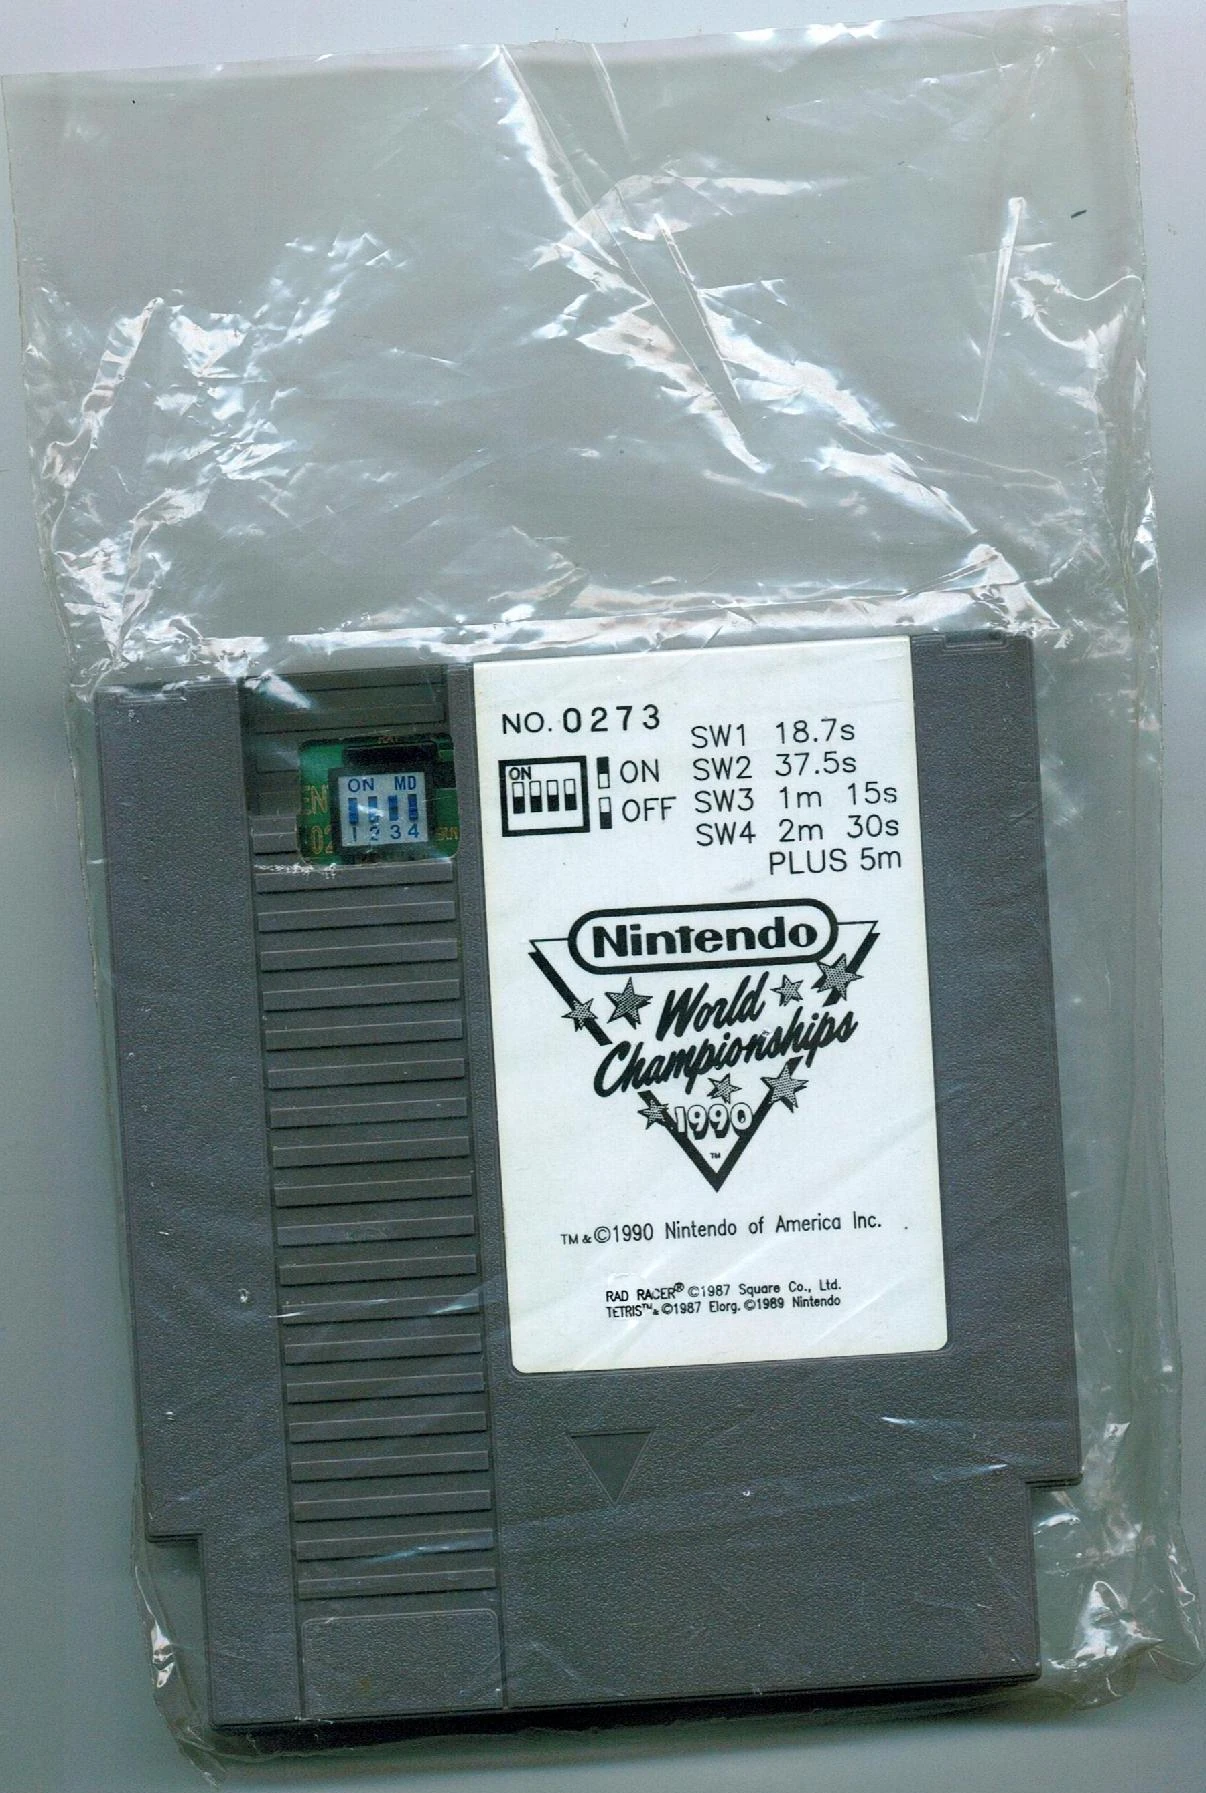 NO. 0273
ON
ON
OFF
SW1 18.7s
SW2 37.5s
SW3 1m 15s
SW4 2m 30s
PLUS 5m
ON MD
1 2 3 4
Nintendo
World
Championships
1990
TM
TM & ©1990 Nintendo of America Inc.
RAD RACER® ©1987 Square Co., Ltd.
TETRIS™ & ©1987 Elorg. ©1989 Nintendo